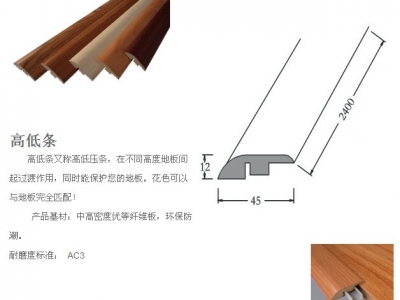 高低条
高低条又称高低压条，在不同高度地板间
起过渡作用，同时能保护您的地板。花色可以
与地板完全匹配！
产品基材：中高密度优等纤维板，环保防
潮。
耐磨度标准： AC3
2400
12
45